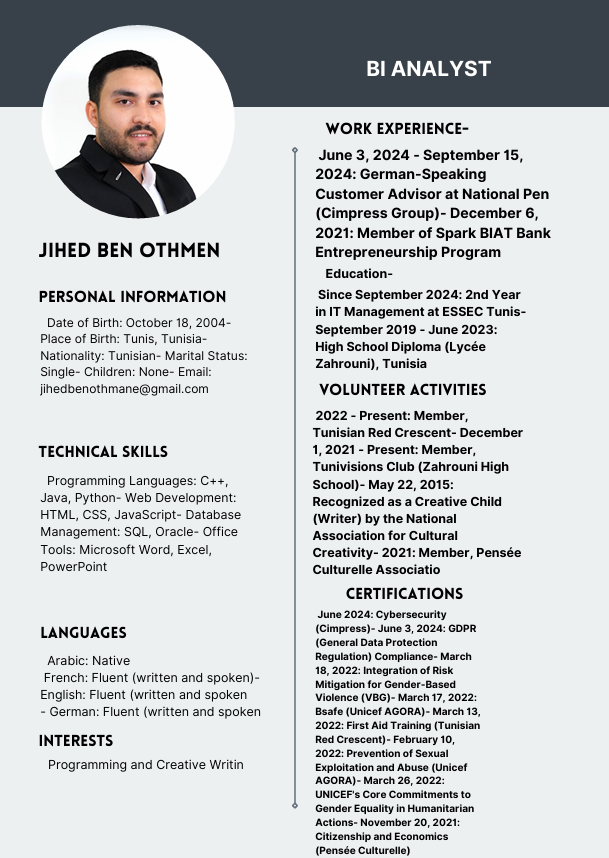 BI ANALYST
JIHED BEN OTHMEN
PERSONAL INFORMATION
Date of Birth: October 18, 2004-
Place of Birth: Tunis, Tunisia-
Nationality: Tunisian- Marital Status:
Single- Children: None- Email:
jihedbenothmane@gmail.com
TECHNICAL SKILLS
Programming Languages: C++,
Java, Python- Web Development:
HTML, CSS, JavaScript- Database
Management: SQL, Oracle- Office
Tools: Microsoft Word, Excel,
PowerPoint
LANGUAGES
Arabic: Native
French: Fluent (written and spoken)-
English: Fluent (written and spoken
- German: Fluent (written and spoken
INTERESTS
Programming and Creative Writin
WORK EXPERIENCE-
June 3, 2024 - September 15,
2024: German-Speaking
Customer Advisor at National Pen
(Cimpress Group)- December 6,
2021: Member of Spark BIAT Bank
Entrepreneurship Program
Education-
Since September 2024: 2nd Year
in IT Management at ESSEC Tunis-
September 2019 - June 2023:
High School Diploma (Lycée
Zahrouni), Tunisia
VOLUNTEER ACTIVITIES
2022 - Present: Member,
Tunisian Red Crescent- December
1, 2021 - Present: Member,
Tunivisions Club (Zahrouni High
School)- May 22, 2015:
Recognized as a Creative Child
(Writer) by the National
Association for Cultural
Creativity- 2021: Member, Pensée
Culturelle Associatio
CERTIFICATIONS
June 2024: Cybersecurity
(Cimpress)- June 3, 2024: GDPR
(General Data Protection
Regulation) Compliance- March
18, 2022: Integration of Risk
Mitigation for Gender-Based
Violence (VBG)- March 17, 2022:
Bsafe (Unicef AGORA)- March 13,
2022: First Aid Training (Tunisian
Red Crescent)- February 10,
2022: Prevention of Sexual
Exploitation and Abuse (Unicef
AGORA)- March 26, 2022:
UNICEF's Core Commitments to
Gender Equality in Humanitarian
Actions- November 20, 2021:
Citizenship and Economics
(Pensée Culturelle)